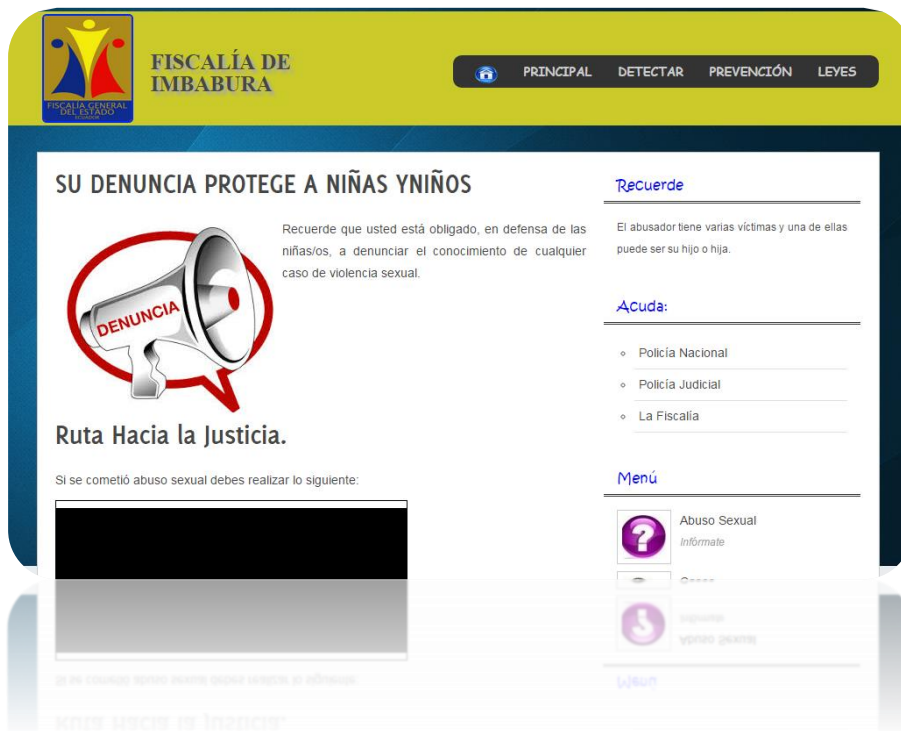 FISCALÍA GENERAL
DEL ESTADO
ECUADOR
FISCALÍA DE
IMBABURA
PRINCIPAL
DETECTAR
PREVENCIÓN
LEYES
SU DENUNCIA PROTEGE A NIÑAS YNIÑOS
DENUNCIA
Recuerde que usted está obligado, en defensa de las
niñas/os, a denunciar el conocimiento de cualquier
caso de violencia sexual.
Ruta Hacia la Justicia.
Si se cometió abuso sexual debes realizar lo siguiente:
Recuerde
El abusador tiene varias víctimas y una de ellas
puede ser su hijo o hija.
Acuda:
Policía Nacional
Policía Judicial
La Fiscalía
Menú
Abuso Sexual
Infórmate